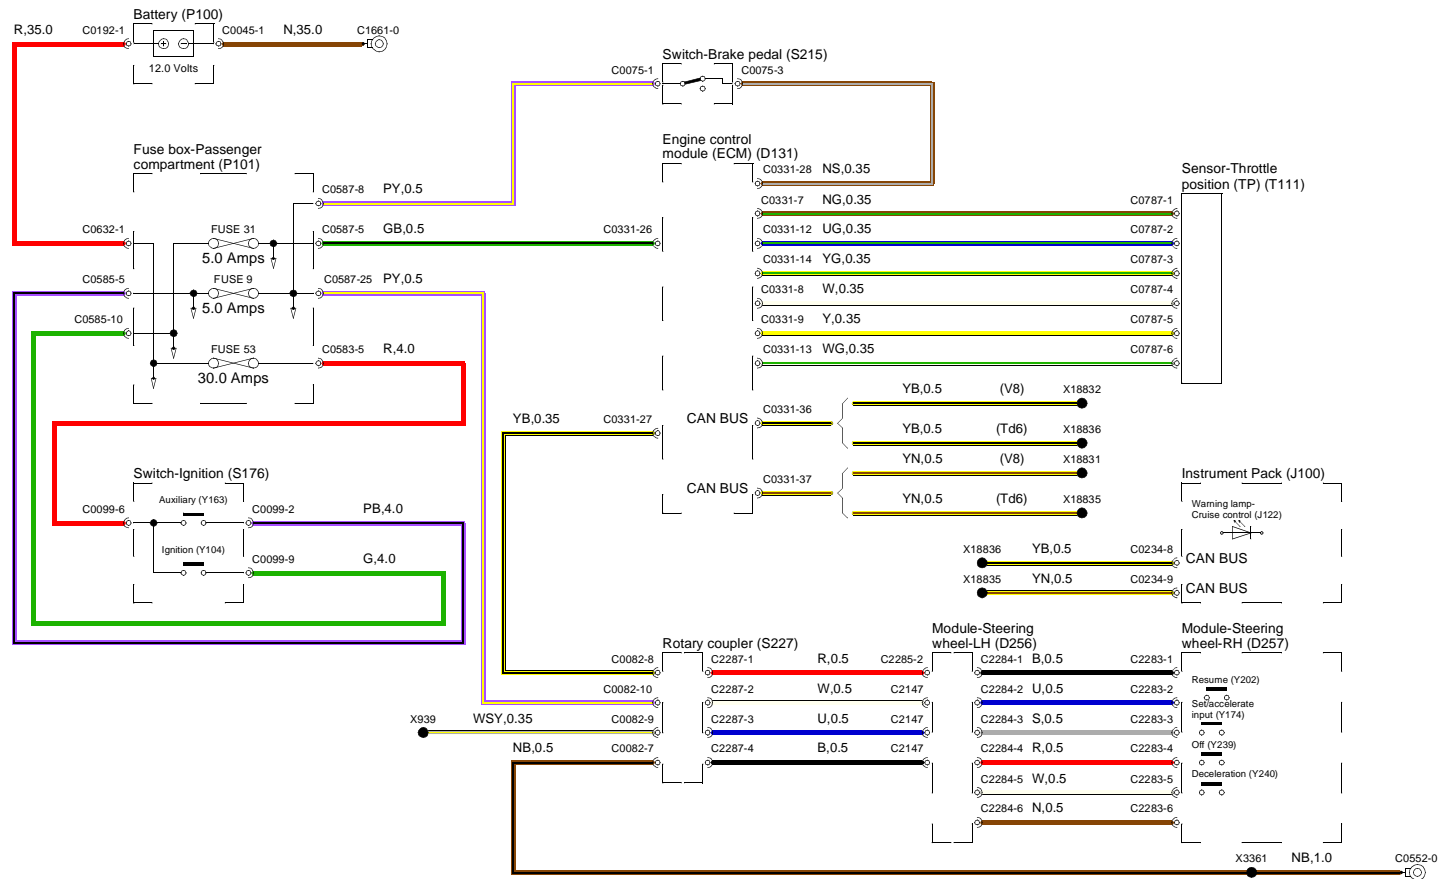 Battery (P100)
R,35.0
C0192-1
C0045-1
N,35.0
C1661-0
12.0 Volts
Switch-Brake pedal (S215)
C0075-1
C0075-3
Fuse box-Passenger
compartment (P101)
C0587-8
PY,0.5
C0632-1
FUSE 31
5.0 Amps
C0587-5
GB,0.5
C0331-26
C0585-5
FUSE 9
5.0 Amps
C0587-25
PY,0.5
C0585-10
FUSE 53
30.0 Amps
C0583-5
R,4.0
Engine control
module (ECM) (D131)
C0331-28
NS,0.35
C0331-7
NG,0.35
C0787-1
C0331-12
UG,0.35
C0787-2
C0331-14
YG,0.35
C0787-3
C0331-8
W,0.35
C0787-4
C0331-9
Y,0.35
C0787-5
C0331-13
WG,0.35
C0787-6
Sensor-Throttle
position (TP) (T111)
YB,0.35
C0331-27
CAN BUS
C0331-36
YB,0.5
(V8)
X18832
YB,0.5
(Td6)
X18836
CAN BUS
C0331-37
YN,0.5
(V8)
X18831
YN,0.5
(Td6)
X18835
Switch-Ignition (S176)
Auxiliary (Y163)
C0099-6
C0099-2
PB,4.0
Ignition (Y104)
C0099-9
G,4.0
Instrument Pack (J100)
Warning lamp-
Cruise control (J122)
X18836
YB,0.5
C0234-8
CAN BUS
X18835
YN,0.5
C0234-9
CAN BUS
Rotary coupler (S227)
Module-Steering
wheel-LH (D256)
Module-Steering
wheel-RH (D257)
C0082-8
C2287-1
R,0.5
C2285-2
C2284-1
B,0.5
C2283-1
C0082-10
C2287-2
W,0.5
C2147
C2284-2
U,0.5
C2283-2
X939
WSY,0.35
C0082-9
C2287-3
U,0.5
C2147
C2284-3
S,0.5
C2283-3
NB,0.5
C0082-7
C2287-4
B,0.5
C2147
C2284-4
R,0.5
C2283-4
C2284-5
W,0.5
C2283-5
C2284-6
N,0.5
C2283-6
Resume (Y202)
Set/accelerate
input (Y174)
Off (Y239)
Deceleration (Y240)
X3361
NB,1.0
C0552-0